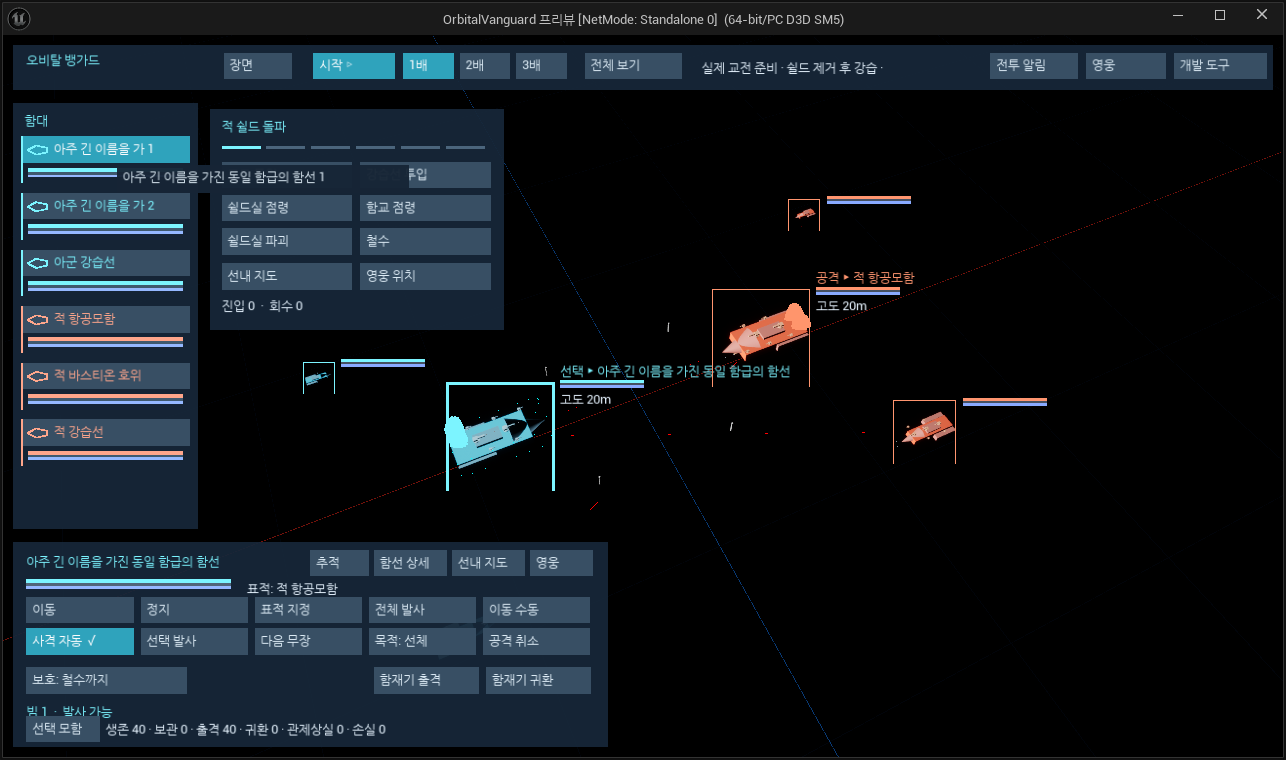 OrbitalVanguard 프리뷰 [NetMode: Standalone 0] (64-bit/PC D3D SM5)
오비탈 뱅가드
장면
시작 ▶
1배
2배
3배
전체 보기
실제 교전 준비 · 쉴드 제거 후 강습 ·
전투 알림
영웅
개발 도구
함대
아주 긴 이름을 가 1
아주 긴 이름을 가진 동일 함급의 함선 1
아주 긴 이름을 가 2
아군 강습선
적 항공모함
적 바스티온 호위
적 강습선
적 쉴드 돌파
투입
쉴드실 점령
함교 점령
쉴드실 파괴
철수
선내 지도
영웅 위치
진입 0 · 회수 0
공격 ▶ 적 항공모함
고도 20m
선택 ▶ 아주 긴 이름을 가진 동일 함급의 함선
고도 20m
아주 긴 이름을 가진 동일 함급의 함선
추적
함선 상세
선내 지도
영웅
표적: 적 항공모함
이동
정지
표적 지정
전체 발사
이동 수동
사격 자동 √
선택 발사
다음 무장
목적: 선체
공격 취소
보호: 철수까지
함재기 출격
함재기 귀환
빔 1 · 발사 가능
선택 모함
생존 40 · 보관 0 · 출격 40 · 귀환 0 · 관제상실 0 · 손실 0